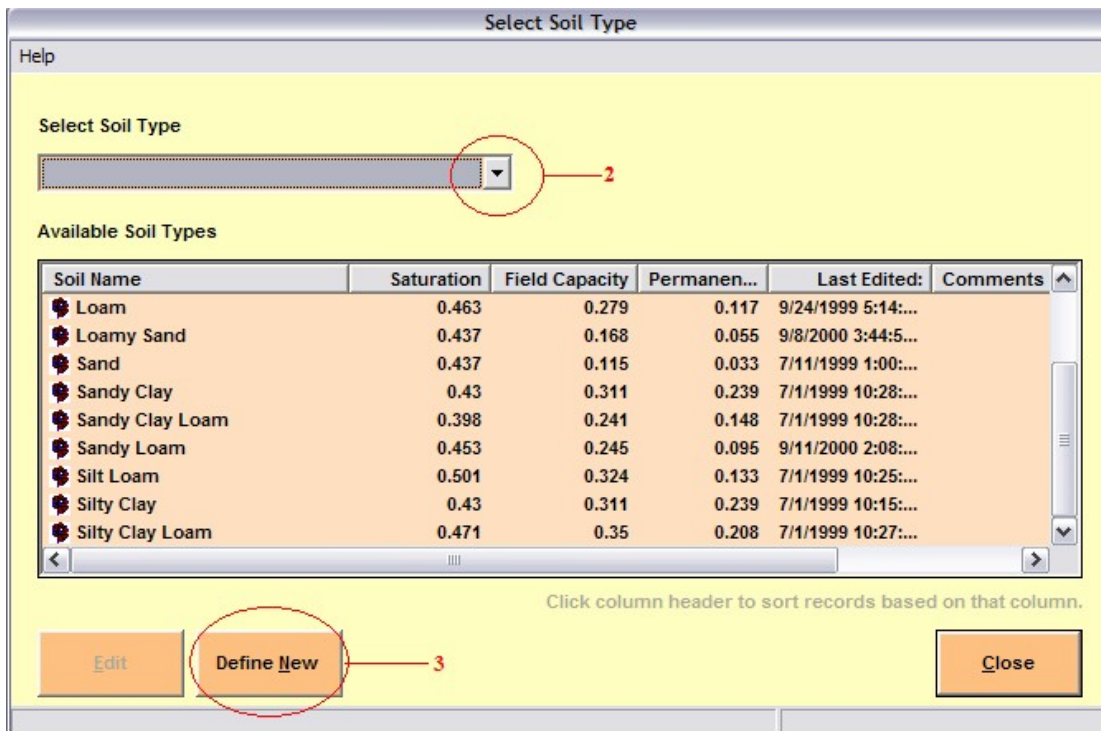 Select Soil Type
Help
Select Soil Type
2
Available Soil Types
Soil Name Saturation Field Capacity Permanen... Last Edited: Comments
Loam 0.463 0.279 0.117 9/24/1999 5:14:...
Loamy Sand 0.437 0.168 0.055 9/8/2000 3:44:5...
Sand 0.437 0.115 0.033 7/11/1999 1:00:...
Sandy Clay 0.43 0.311 0.239 7/1/1999 10:28:...
Sandy Clay Loam 0.398 0.241 0.148 7/1/1999 10:28:...
Sandy Loam 0.453 0.245 0.095 9/11/2000 2:08:...
Silt Loam 0.501 0.324 0.133 7/1/1999 10:25:...
Silty Clay 0.43 0.311 0.239 7/1/1999 10:15:...
Silty Clay Loam 0.471 0.35 0.208 7/1/1999 10:27:...
Click column header to sort records based on that column.
Edit Define New 3 Close